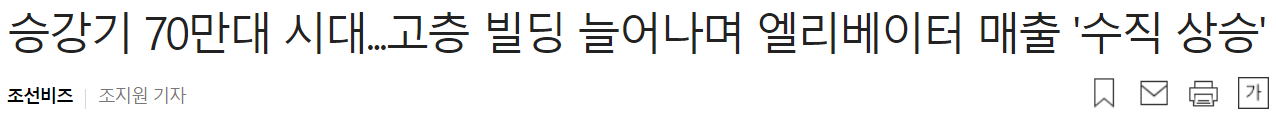 승강기 70만대 시대...고층 빌딩 늘어나며 엘리베이터 매출 '수직 상승'
조선비즈 조지원 기자 가